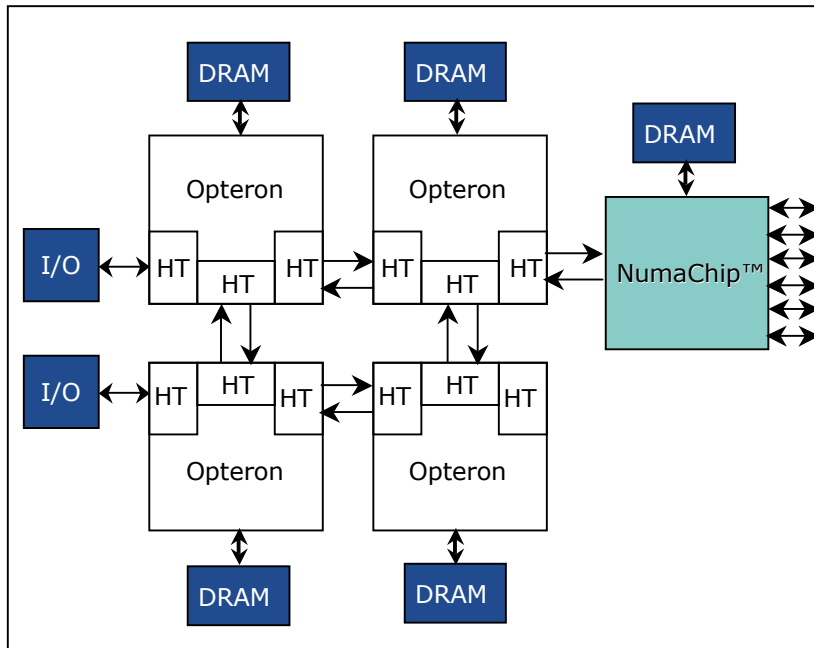 DRAM
DRAM
DRAM
Opteron
Opteron
I/O
HT
HT
HT
HT
HT
HT
NumaChip™
I/O
HT
HT
HT
HT
HT
HT
Opteron
Opteron
DRAM
DRAM